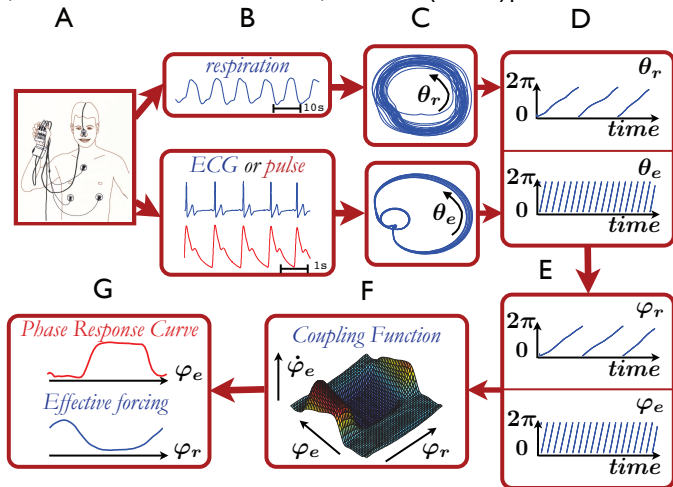 A B C D
respiration
10s
θr
2π
θr
0
time
ECG or pulse
1s
θe
2π
θe
0
time
G F E
Phase Response Curve
φe
Effective forcing
φr
Coupling Function
φ̇e
φe φr
2π
φr
0
time
2π
φe
0
time